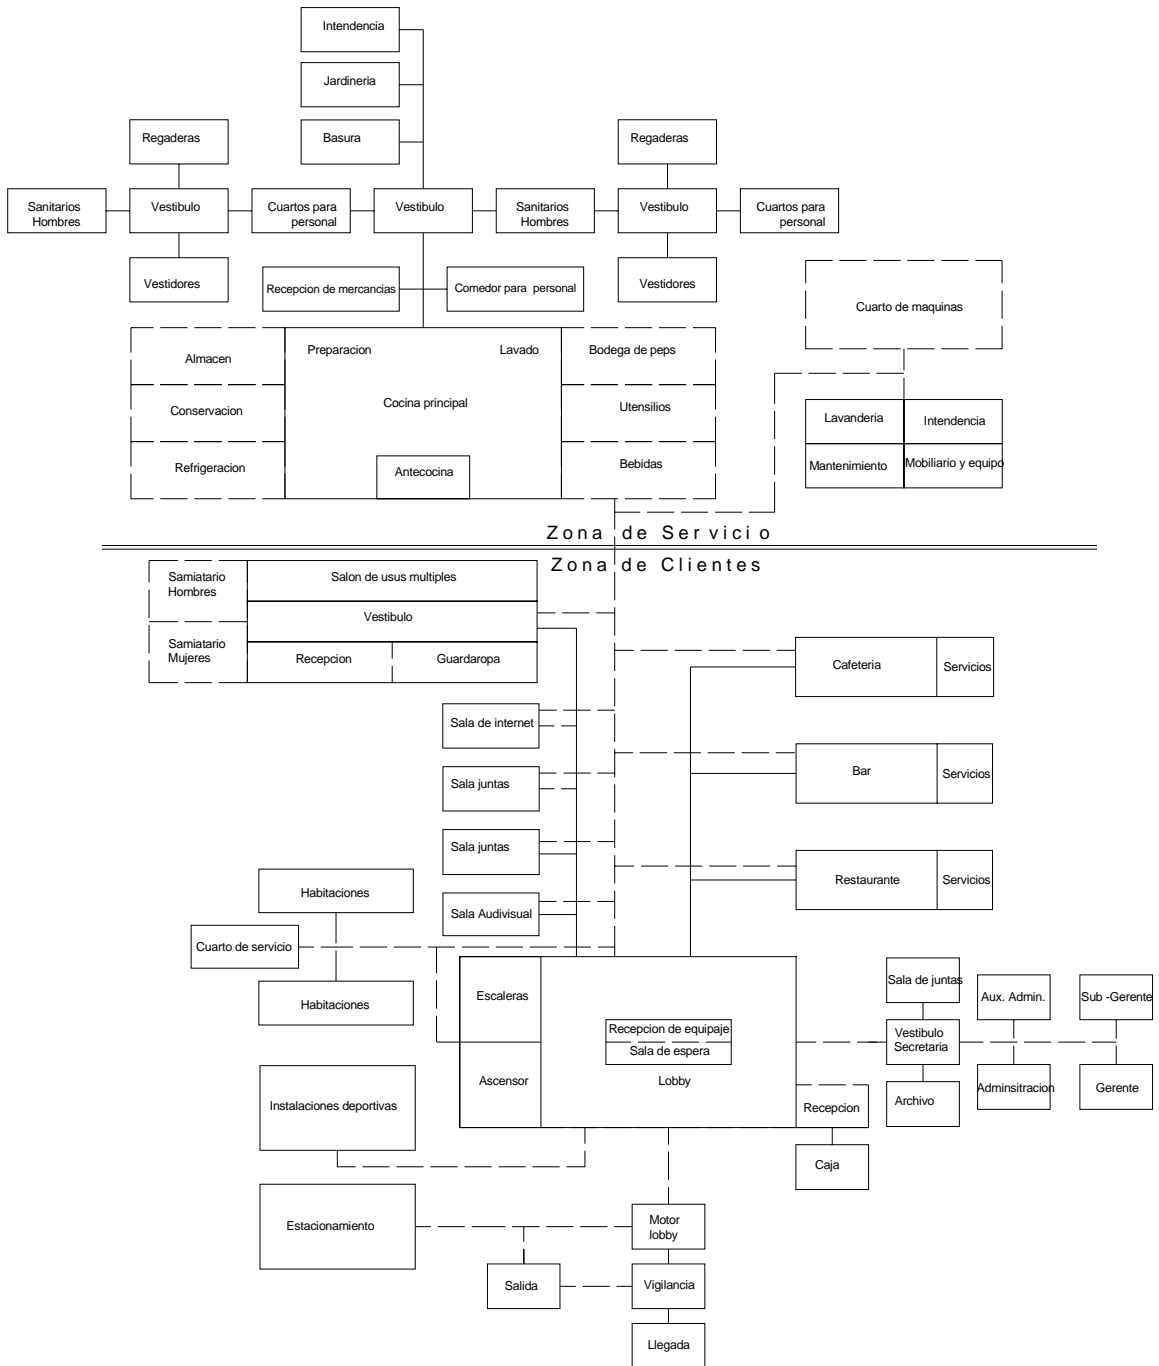 Intendencia
Jardineria
Basura
Regaderas
Regaderas
Sanitarios
Hombres
Vestibulo
Cuartos para
personal
Vestibulo
Sanitarios
Hombres
Vestibulo
Cuartos para
personal
Vestidores
Recepcion de mercancias
Comedor para personal
Vestidores
Cuarto de maquinas
Almacen
Preparacion
Lavado
Bodega de peps
Conservacion
Cocina principal
Utensilios
Lavanderia
Intendencia
Refrigeracion
Antecocina
Bebidas
Mantenimiento
Mobiliario y equipo
Zona de Servicio
Zona de Clientes
Samiatario
Hombres
Salon de usus multiples
Vestibulo
Samiatario
Mujeres
Recepcion
Guardaropa
Cafeteria
Servicios
Sala de internet
Sala juntas
Bar
Servicios
Sala juntas
Habitaciones
Restaurante
Servicios
Sala Audivisual
Cuarto de servicio
Habitaciones
Escaleras
Recepcion de equipaje
Sala de espera
Lobby
Ascensor
Sala de juntas
Aux. Admin.
Sub -Gerente
Vestibulo
Secretaria
Archivo
Adminsitracion
Gerente
Instalaciones deportivas
Recepcion
Caja
Estacionamiento
Motor
lobby
Salida
Vigilancia
Llegada